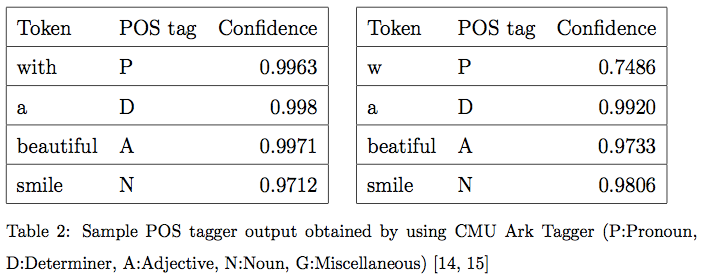 Token POS tag Confidence Token POS tag Confidence
with P 0.9963 w P 0.7486
a D 0.998 a D 0.9920
beautiful A 0.9971 beatiful A 0.9733
smile N 0.9712 smile N 0.9806
Table 2: Sample POS tagger output obtained by using CMU Ark Tagger (P:Pronoun,
D:Determiner, A:Adjective, N:Noun, G:Miscellaneous) [14, 15]